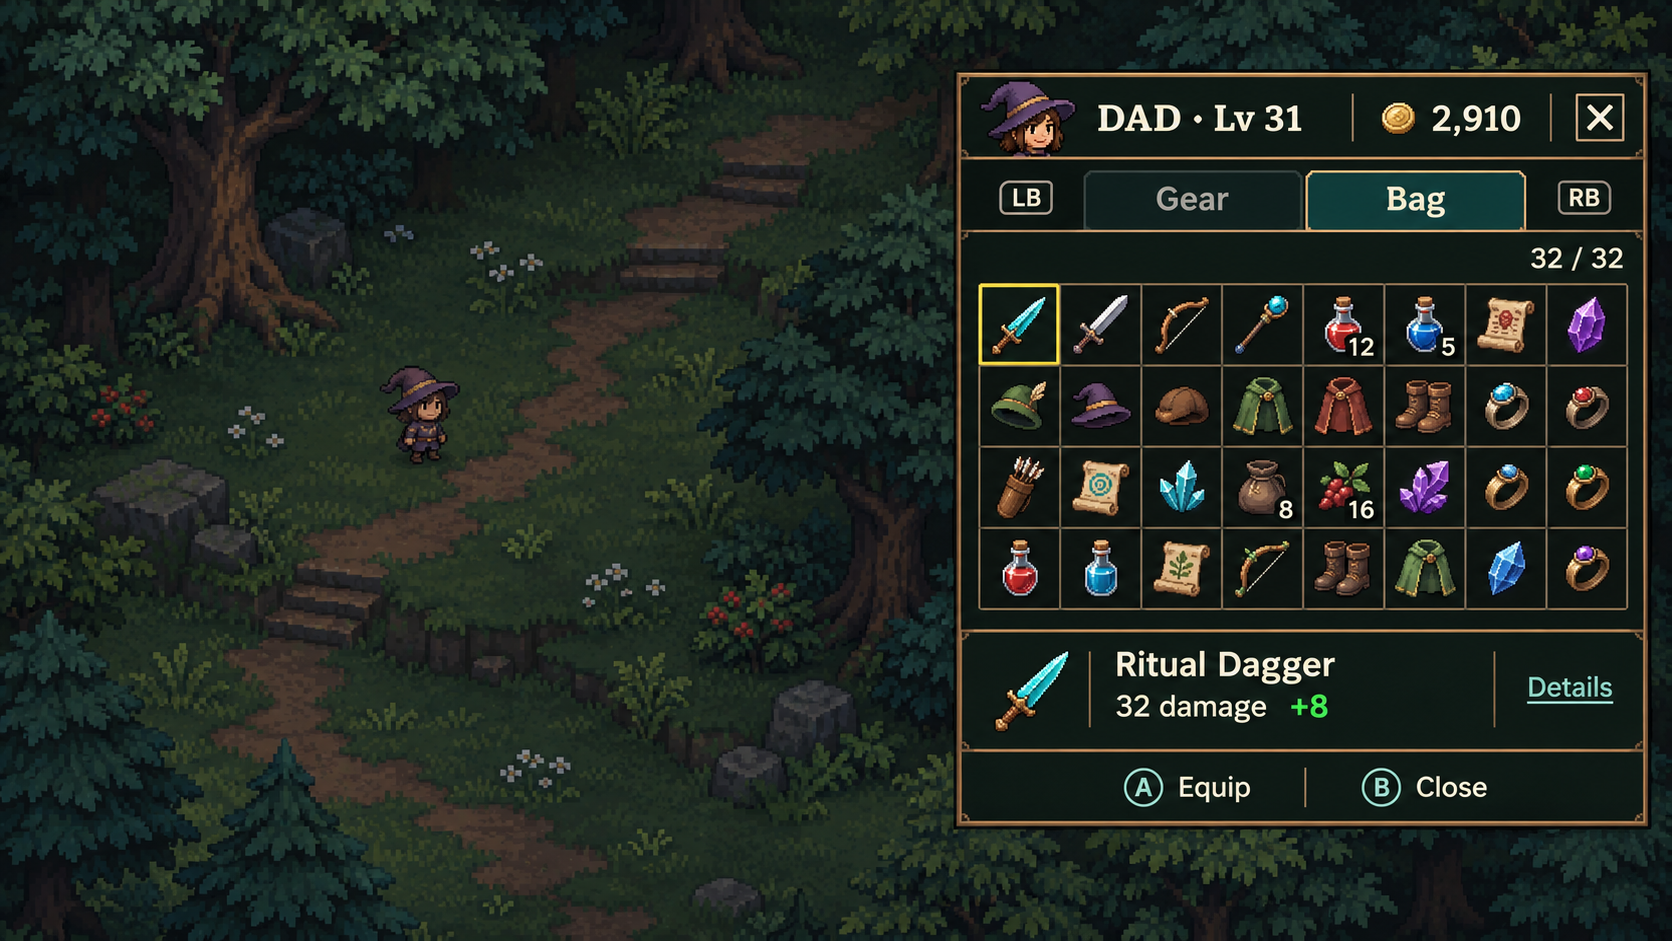 DAD • Lv 31
2,910
LB
Gear
Bag
RB
32 / 32
12
5
8
16
Ritual Dagger
32 damage +8
Details
A Equip
B Close